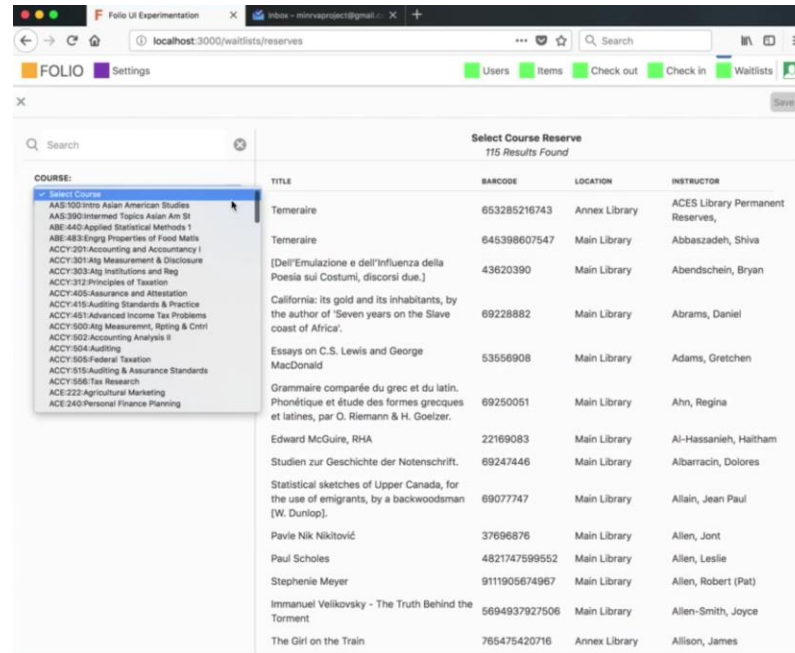 Folio UI Experimentation
Inbox – minrvaproject@gmail.c
localhost:3000/waitlists/reserves
Search
FOLIO
Settings
Users
Items
Check out
Check in
Waitlists
Save
Search
COURSE:
Select Course
AAS:100:Intro Asian American Studies
AAS:390:Intermed Topics Asian Am St
ABE:440:Applied Statistical Methods 1
ABE:483:Engrg Properties of Food Matls
ACCY:201:Accounting and Accountancy I
ACCY:301:Atg Measurement & Disclosure
ACCY:303:Atg Institutions and Reg
ACCY:312:Principles of Taxation
ACCY:405:Assurance and Attestation
ACCY:415:Auditing Standards & Practice
ACCY:451:Advanced Income Tax Problems
ACCY:500:Atg Measuremnt, Rpting & Cntrl
ACCY:502:Accounting Analysis II
ACCY:504:Auditing
ACCY:505:Federal Taxation
ACCY:515:Auditing & Assurance Standards
ACCY:556:Tax Research
ACE:222:Agricultural Marketing
ACE:240:Personal Finance Planning
Select Course Reserve
115 Results Found
TITLE BARCODE LOCATION INSTRUCTOR
Temeraire 653285216743 Annex Library ACES Library Permanent
Reserves,
Temeraire 645398607547 Main Library Abbaszadeh, Shiva
[Dell'Emulazione e dell'Influenza della
Poesia sui Costumi, discorsi due.] 43620390 Main Library Abendschein, Bryan
California: its gold and its inhabitants, by
the author of 'Seven years on the Slave 69228882 Main Library Abrams, Daniel
coast of Africa'.
Essays on C.S. Lewis and George
MacDonald 53556908 Main Library Adams, Gretchen
Grammaire comparée du grec et du latin.
Phonétique et étude des formes grecques 69250051 Main Library Ahn, Regina
et latines, par O. Riemann & H. Goelzer.
Edward McGuire, RHA 22169083 Main Library Al-Hassanieh, Haitham
Studien zur Geschichte der Notenschrift. 69247446 Main Library Albarracin, Dolores
Statistical sketches of Upper Canada, for
the use of emigrants, by a backwoodsman 69077747 Main Library Allain, Jean Paul
[W. Dunlop].
Pavle Nik Nikitović 37696876 Main Library Allen, Jont
Paul Scholes 4821747599552 Main Library Allen, Leslie
Stephenie Meyer 9111905674967 Main Library Allen, Robert (Pat)
Immanuel Velikovsky - The Truth Behind the
Torment 5694937927506 Main Library Allen-Smith, Joyce
The Girl on the Train 765475420716 Annex Library Allison, James